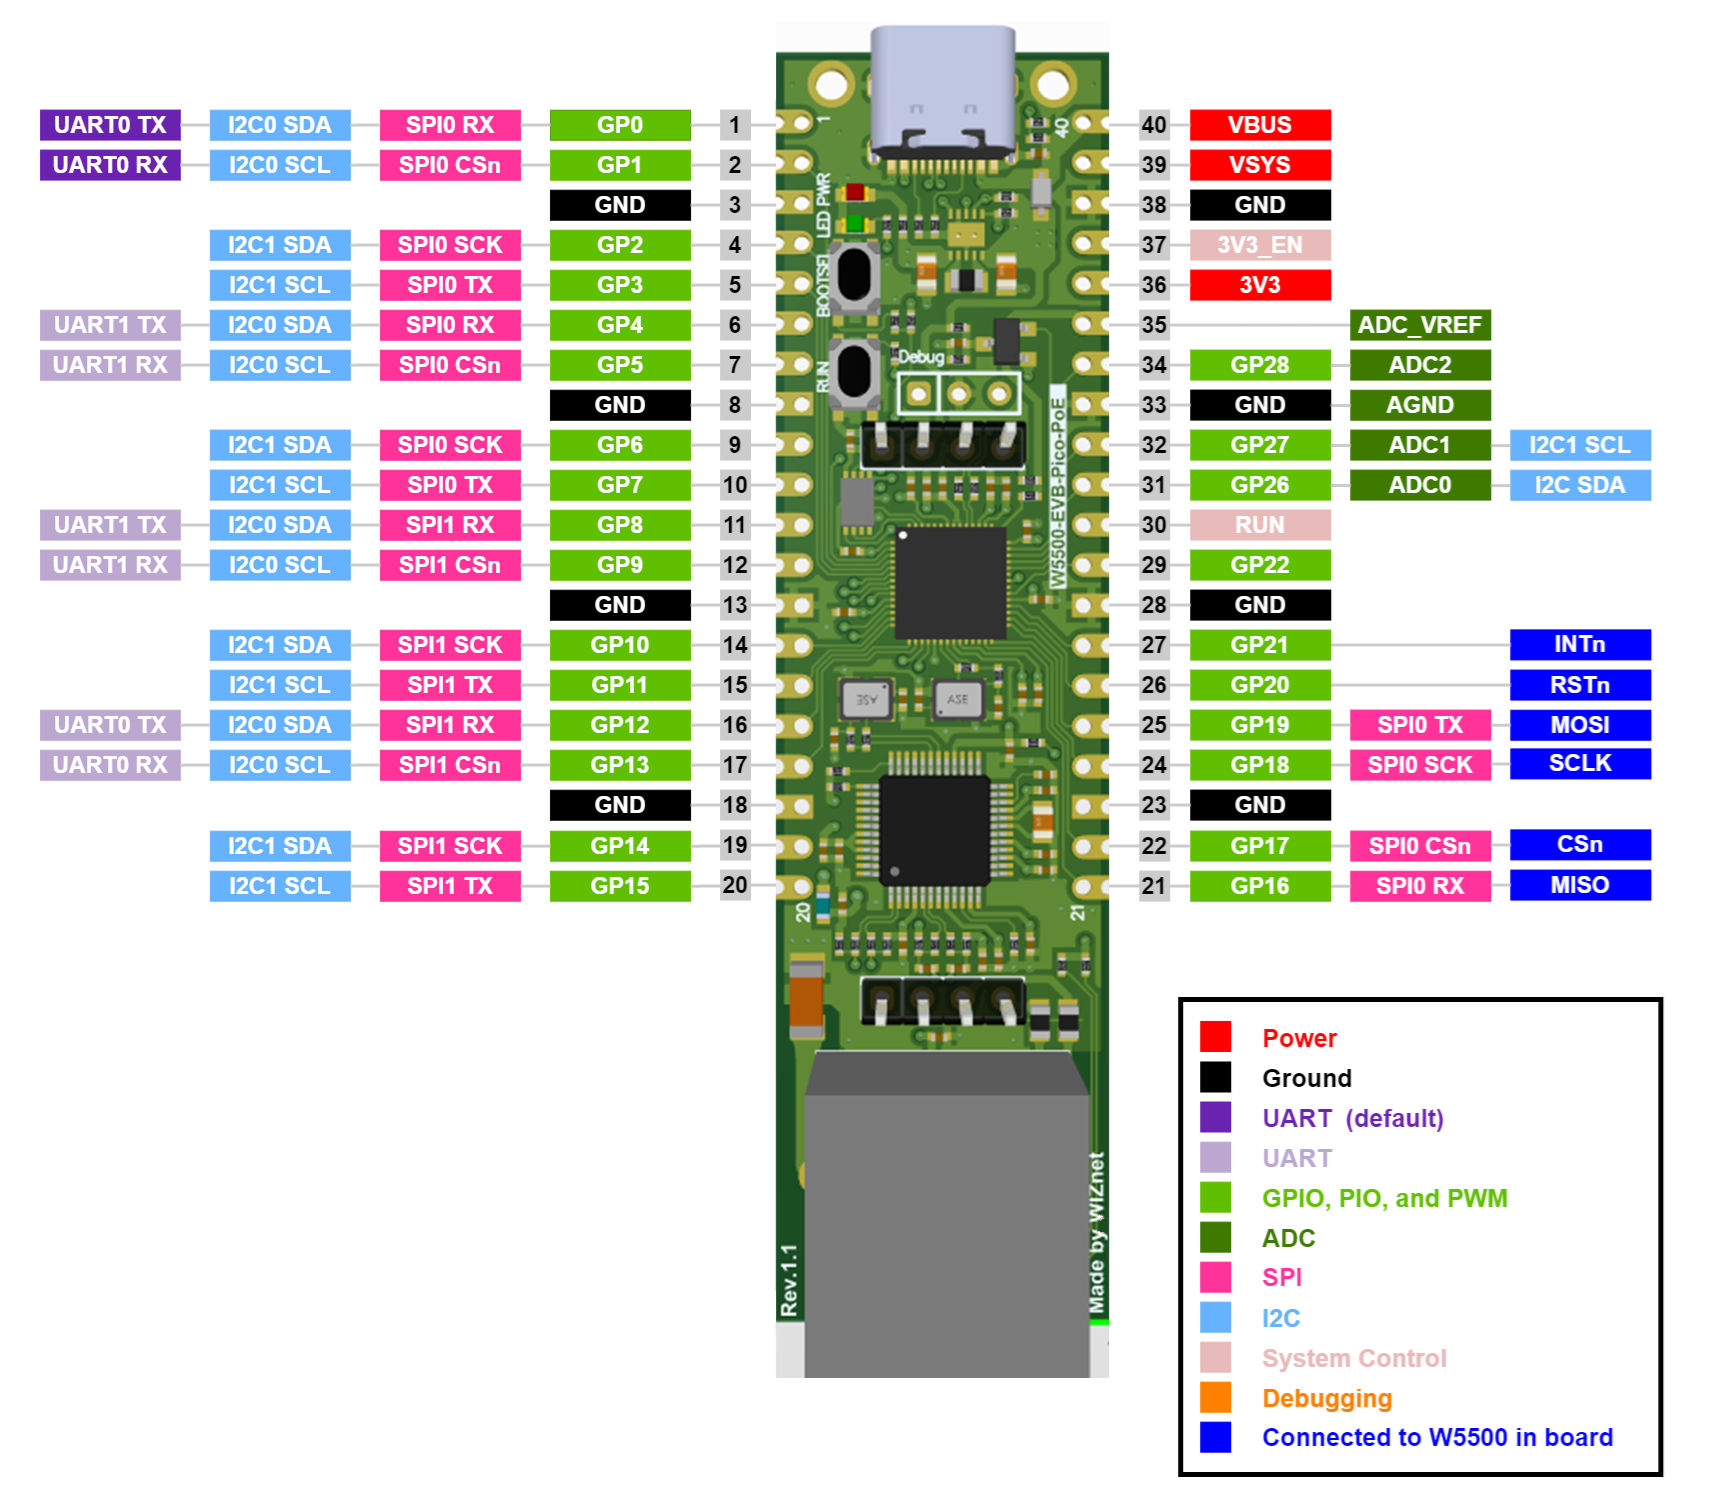 UART0 TX I2C0 SDA SPI0 RX GP0 1 40 VBUS
UART0 RX I2C0 SCL SPI0 CSn GP1 2 39 VSYS
GND 3 38 GND
I2C1 SDA SPI0 SCK GP2 4 37 3V3_EN
I2C1 SCL SPI0 TX GP3 5 36 3V3
UART1 TX I2C0 SDA SPI0 RX GP4 6 35 ADC_VREF
UART1 RX I2C0 SCL SPI0 CSn GP5 7 34 GP28 ADC2
GND 8 33 GND AGND
I2C1 SDA SPI0 SCK GP6 9 32 GP27 ADC1 I2C1 SCL
I2C1 SCL SPI0 TX GP7 10 31 GP26 ADC0 I2C SDA
UART1 TX I2C0 SDA SPI1 RX GP8 11 30 RUN
UART1 RX I2C0 SCL SPI1 CSn GP9 12 29 GP22
GND 13 28 GND
I2C1 SDA SPI1 SCK GP10 14 27 GP21 INTn
I2C1 SCL SPI1 TX GP11 15 26 GP20 RSTn
UART0 TX I2C0 SDA SPI1 RX GP12 16 25 GP19 SPI0 TX MOSI
UART0 RX I2C0 SCL SPI1 CSn GP13 17 24 GP18 SPI0 SCK SCLK
GND 18 23 GND
I2C1 SDA SPI1 SCK GP14 19 22 GP17 SPI0 CSn CSn
I2C1 SCL SPI1 TX GP15 20 21 GP16 SPI0 RX MISO
1
40
LED PWR
BOOTSEL
RUN
Debug
W5500-EVB-Pico-PoE
ASE
ASE
20
21
Rev.1.1
Made by WIZnet
Power
Ground
UART (default)
UART
GPIO, PIO, and PWM
ADC
SPI
I2C
System Control
Debugging
Connected to W5500 in board